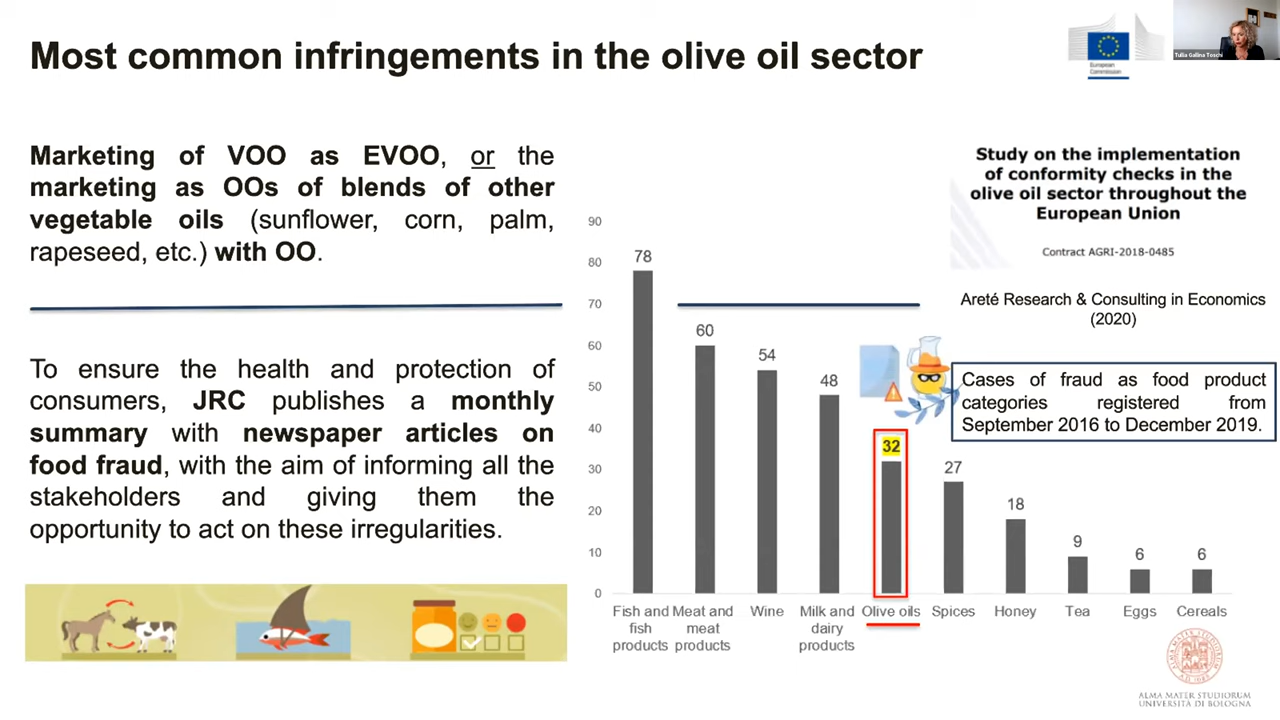 Most common infringements in the olive oil sector
European
Commission
Tullia Gallina Toschi
Marketing of VOO as EVOO, or the
marketing as OOs of blends of other
vegetable oils (sunflower, corn, palm,
rapeseed, etc.) with OO.
To ensure the health and protection of
consumers, JRC publishes a monthly
summary with newspaper articles on
food fraud, with the aim of informing all the
stakeholders and giving them the
opportunity to act on these irregularities.
Study on the implementation
of conformity checks in the
olive oil sector throughout the
European Union
Contract AGRI-2018-0485
Areté Research & Consulting in Economics
(2020)
Cases of fraud as food product
categories registered from
September 2016 to December 2019.
90
80
70
60
50
40
30
20
10
0
78
60
54
48
32
27
18
9
6
6
Fish and fish products
Meat and meat products
Wine
Milk and dairy products
Olive oils
Spices
Honey
Tea
Eggs
Cereals
ALMA MATER STUDIORUM
UNIVERSITÀ DI BOLOGNA